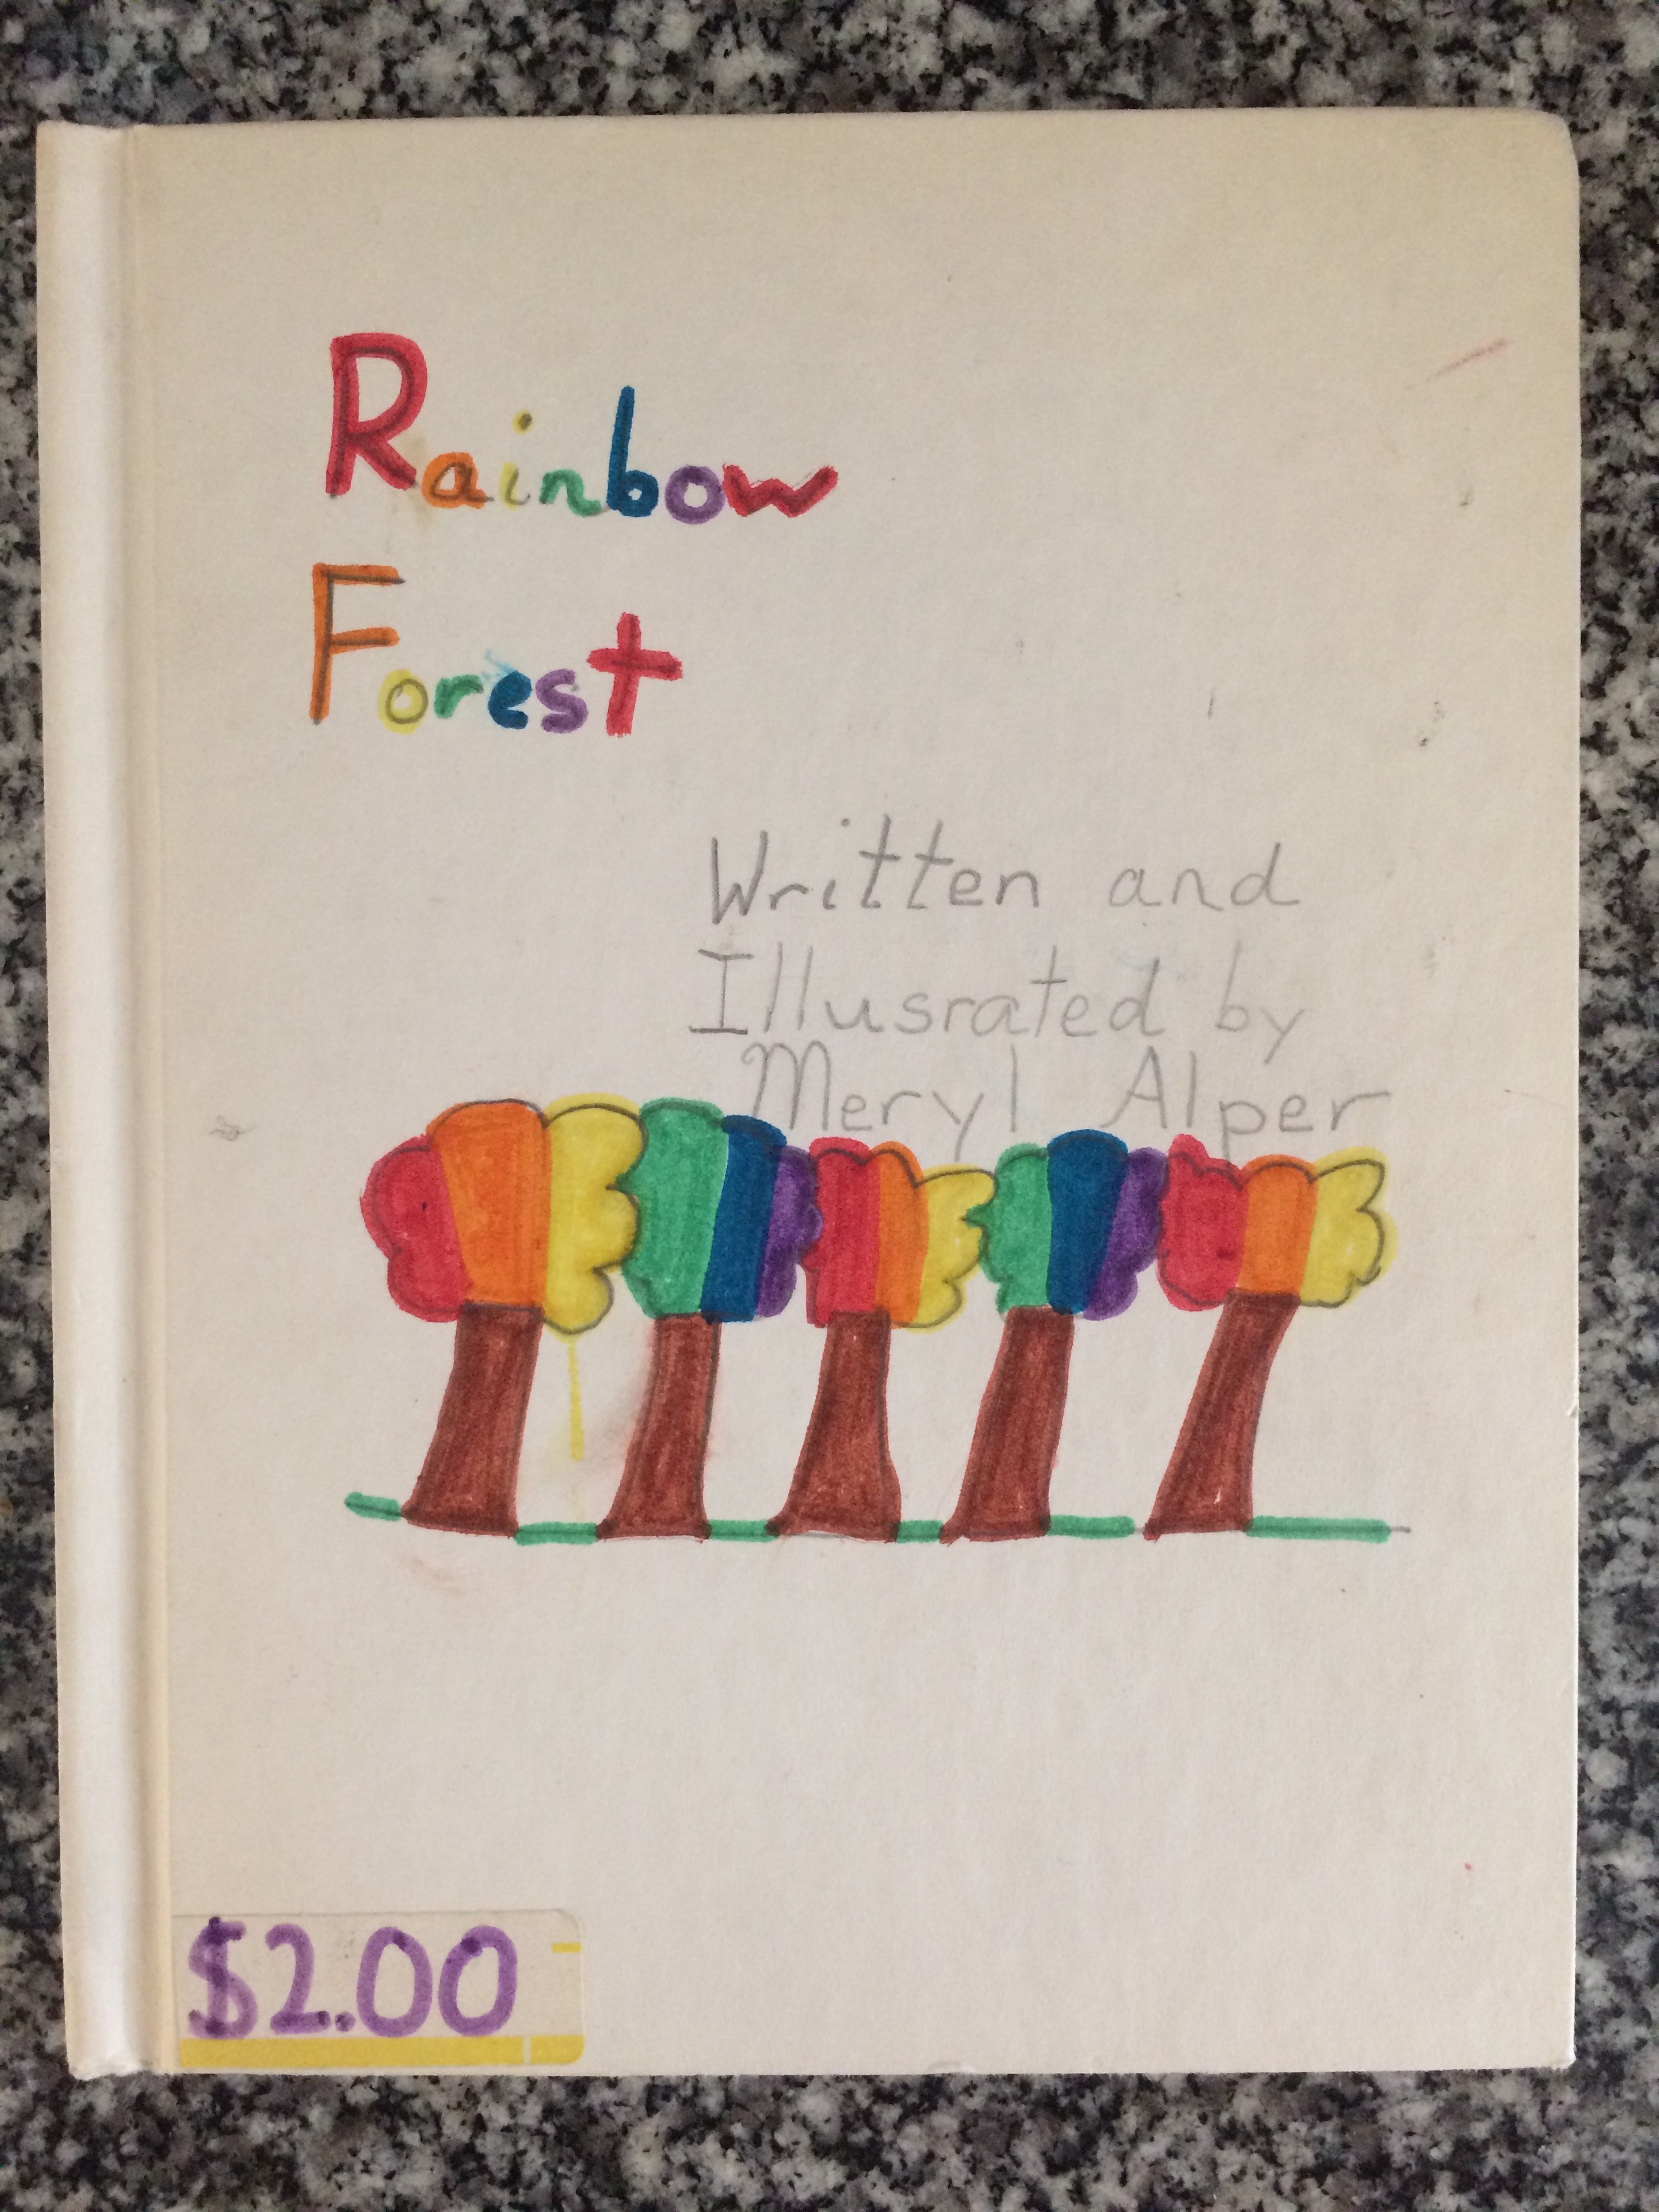 Rainbow
Forest
Written and
Illusrated by
Meryl Alper
$2.00